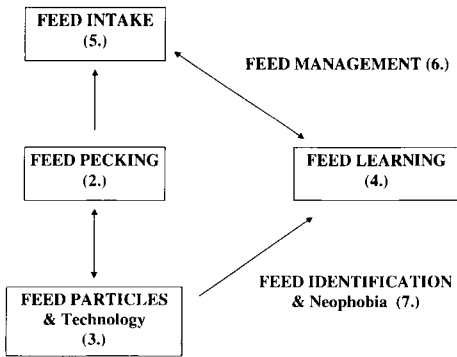 FEED INTAKE
(5.)
FEED MANAGEMENT (6.)
FEED PECKING
(2.)
FEED LEARNING
(4.)
FEED IDENTIFICATION
& Neophobia (7.)
FEED PARTICLES
& Technology
(3.)